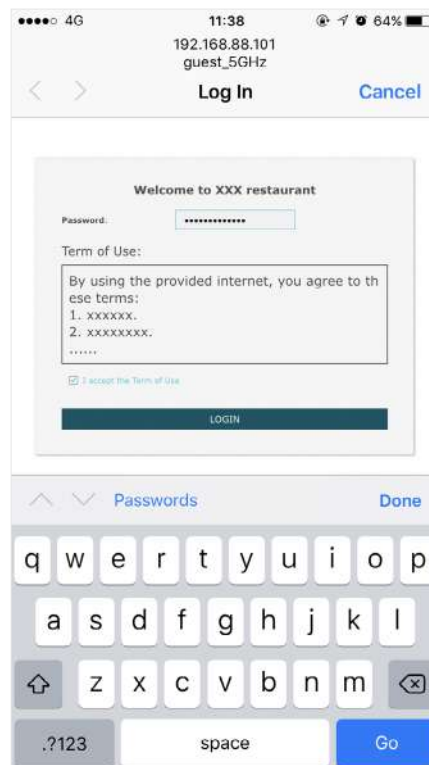 4G 11:38 64%
192.168.88.101
guest_5GHz
Log In Cancel
Welcome to XXX restaurant
Password: •••••••••••••
Term of Use:
By using the provided internet, you agree to th
ese terms:
1. xxxxxx.
2. xxxxxxxx.
......
I accept the Term of Use
LOGIN
Passwords Done
q w e r t y u i o p
a s d f g h j k l
z x c v b n m
.?123 space Go